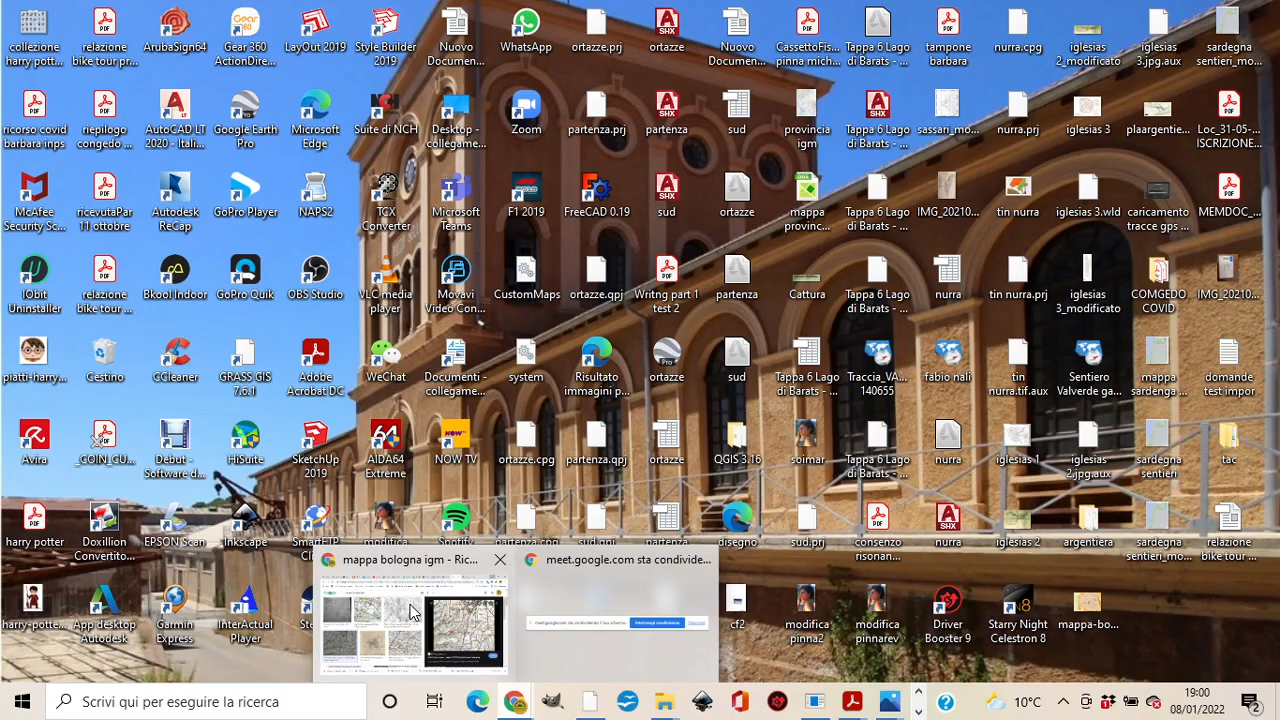 collezione harry pott...
relazione bike tour pr...
ArubaSign64
Gear 360 ActionDire...
LayOut 2019
Style Builder 2019
Nuovo Documen...
WhatsApp
ortazze.prj
ortazze
Nuovo Documen...
CassettoFis... pinna mich...
Tappa 6 Lago di Barats - ...
tampone barbara
nurra.cpg
iglesias 2_modificato
iglesias 3.jpg.aux
sardegna sentieri_mo...
ricorso covid barbara inps
riepilogo corso - ...
AutoCAD LT 2020 - Itali...
Google Earth Pro
Microsoft Edge
Suite di NCH
Desktop - collegame...
Zoom
partenza.prj
partenza
sud
provincia igm
Tappa 6 Lago di Barats - ...
sassari_mo...
nurra.prj
iglesias 3
m.argentie...
Loc_31-05-... ISCRIZIONE...
McAfee Security Sc...
ricevutaPar 11ottobre
Autodesk ReCap
GoPro Player
NAPS2
TCX Converter
Microsoft Teams
F1 2019
FreeCAD 0.19
sud
ortazze
mappa provinc...
Tappa 6 Lago di Barats - ...
IMG_20210...
tin nurra
iglesias 3.wld
caricamento tracce gps ...
MEMDOC_...
IObit Uninstaller
relazione bike tour ...
Bkool Indoor
GoPro Quik
OBS Studio
VLC media player
Movavi Video Con...
CustomMaps
ortazze.qpj
Writng part 1 test 2
partenza
Cattura
Tappa 6 Lago di Barats - ...
nurra
tin nurra.prj
iglesias 3_modificato
COMGEDO COVID
IMG_20210...
piatti-harry...
Cestino
CCleaner
GRASS GIS 7.6.1
Adobe Acrobat DC
WeChat
Documenti - collegame...
system
Risultato immagini p...
ortazze
sud
Tappa 6 Lago di Barats - ...
Traccia_VA... 140655
fabio nali
tin nurra.tif.aux
Sentiero Valverde ga...
mappa sardenga ...
domande test impor
Avira
_COIN_CU...
Debut - Software d...
HiSuite
SketchUp 2019
AIDA64 Extreme
NOW TV
ortazze.cpg
partenza.qpj
ortazze
QGIS 3.16
soimar
Tappa 6 Lago di Barats - ...
nurra
iglesias 1
iglesias 2.jpg.aux
sardegna sentieri
tac
harry potter
Doxillion Convertito...
EPSON Scan
Inkscape
SmartFTP
modifica
Spotify
partenza.cpg
sud.qpj
partenza
disegno
sud.prj
consenzo risonan...
nurra
iglesias 2
argentiera
sardegna sentieri_mo...
relazione bike tour ...
mappa bologna igm - Ric...
meet.google.com sta condivide...
Interrompi condivisione
harry-potte...
App desktop Autodesk
Garmin Express
InterActual Player
cf2
modifica pinna2
modifica pinnarev
Driver Booster 9
Starry Night Celestron 8
mappa-bo...
Scrivi qui per eseguire la ricerca
10°C
19:09
08/01/2022
2